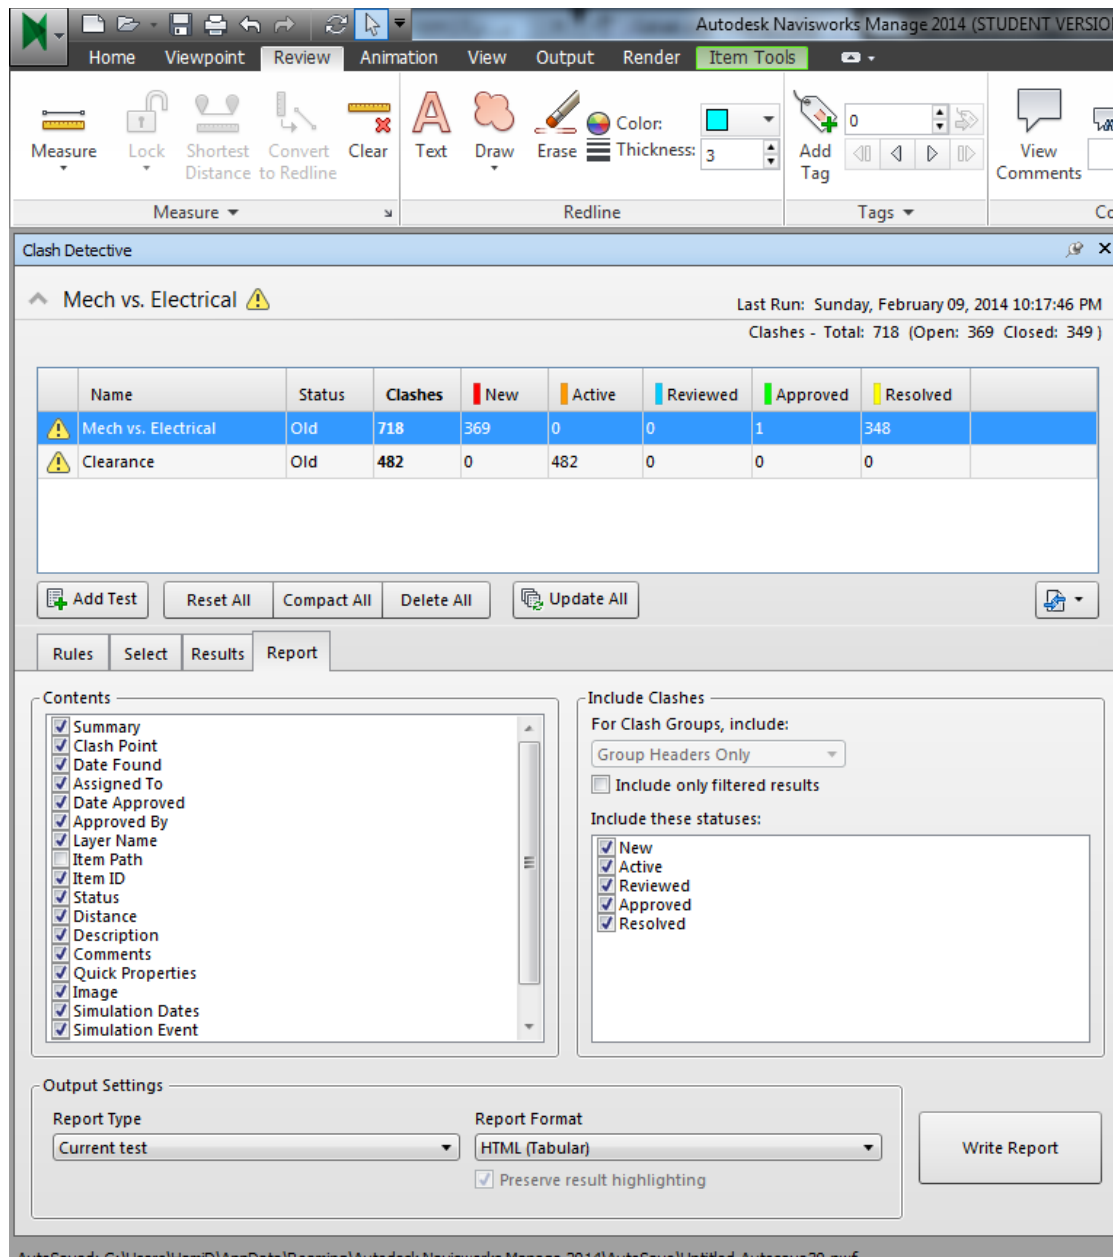 Autodesk Navisworks Manage 2014 (STUDENT VERSION
Home Viewpoint Review Animation View Output Render Item Tools
Measure Lock Shortest Distance Convert to Redline Clear Text Draw Erase Color: Thickness: 3 Add Tag 0 View Comments
Measure Redline Tags Co
Clash Detective
Mech vs. Electrical
Last Run: Sunday, February 09, 2014 10:17:46 PM
Clashes - Total: 718 (Open: 369 Closed: 349 )
Name Status Clashes New Active Reviewed Approved Resolved
Mech vs. Electrical Old 718 369 0 0 1 348
Clearance Old 482 0 482 0 0 0
Add Test Reset All Compact All Delete All Update All
Rules Select Results Report
Contents
Summary
Clash Point
Date Found
Assigned To
Date Approved
Approved By
Layer Name
Item Path
Item ID
Status
Distance
Description
Comments
Quick Properties
Image
Simulation Dates
Simulation Event
Include Clashes
For Clash Groups, include:
Group Headers Only
Include only filtered results
Include these statuses:
New
Active
Reviewed
Approved
Resolved
Output Settings
Report Type
Current test
Report Format
HTML (Tabular)
Preserve result highlighting
Write Report